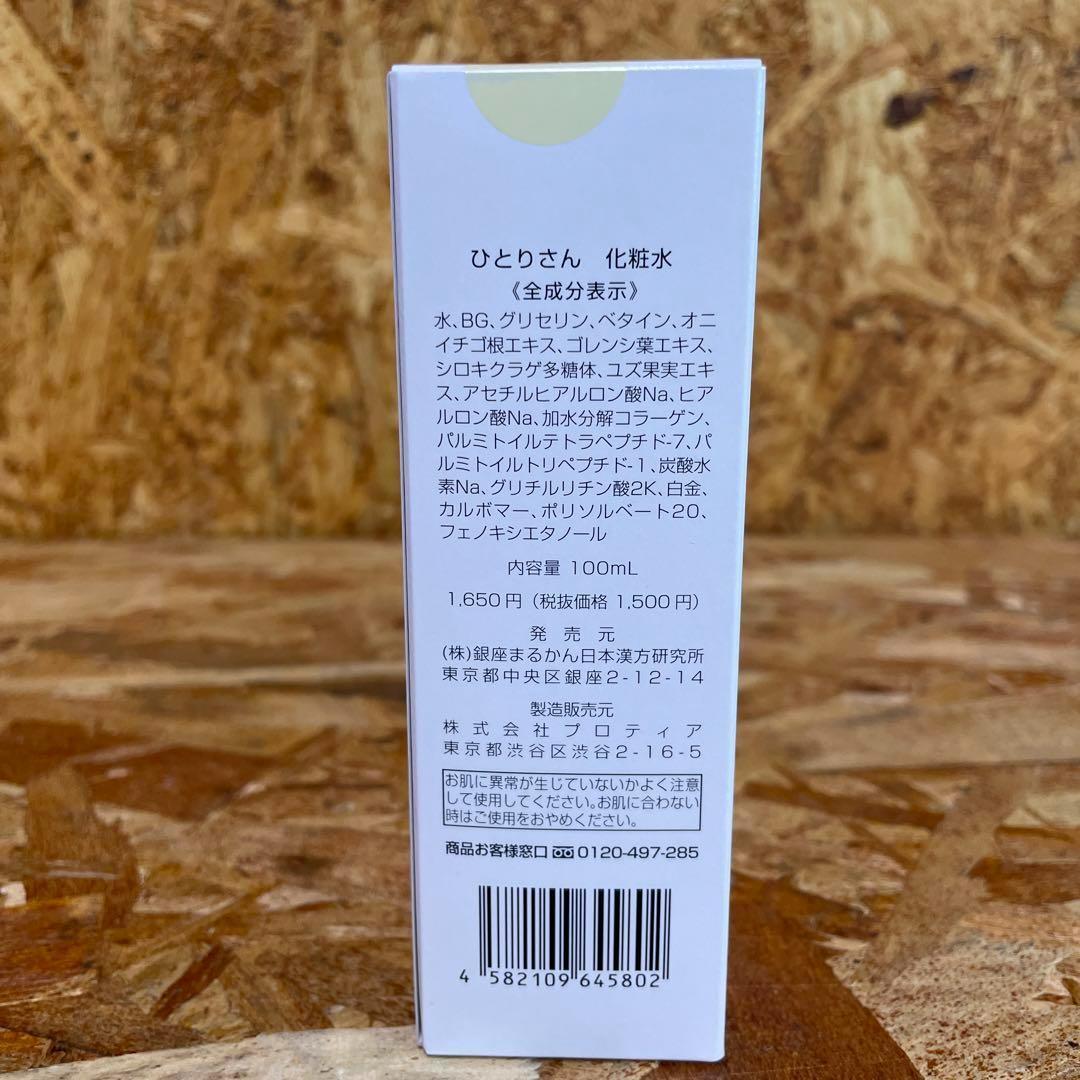 ひとりさん　化粧水
《全成分表示》
水、BG、グリセリン、ベタイン、オニ
イチゴ根エキス、ゴレンシ葉エキス、
シロキクラゲ多糖体、ユズ果実エキ
ス、アセチルヒアルロン酸Na、ヒア
ルロン酸Na、加水分解コラーゲン、
パルミトイルテトラペプチド-7、パ
ルミトイルトリペプチド-1、炭酸水
素Na、グリチルリチン酸2K、白金、
カルボマー、ポリソルベート20、
フェノキシエタノール
内容量 100mL
1,650円（税抜価格 1,500円）
発売元
(株)銀座まるかん日本漢方研究所
東京都中央区銀座2-12-14
製造販売元
株式会社プロティア
東京都渋谷区渋谷2-16-5
お肌に異常が生じていないかよく注意
して使用してください。お肌に合わない
時はご使用をおやめください。
商品お客様窓口 0120-497-285
4 582109 645802